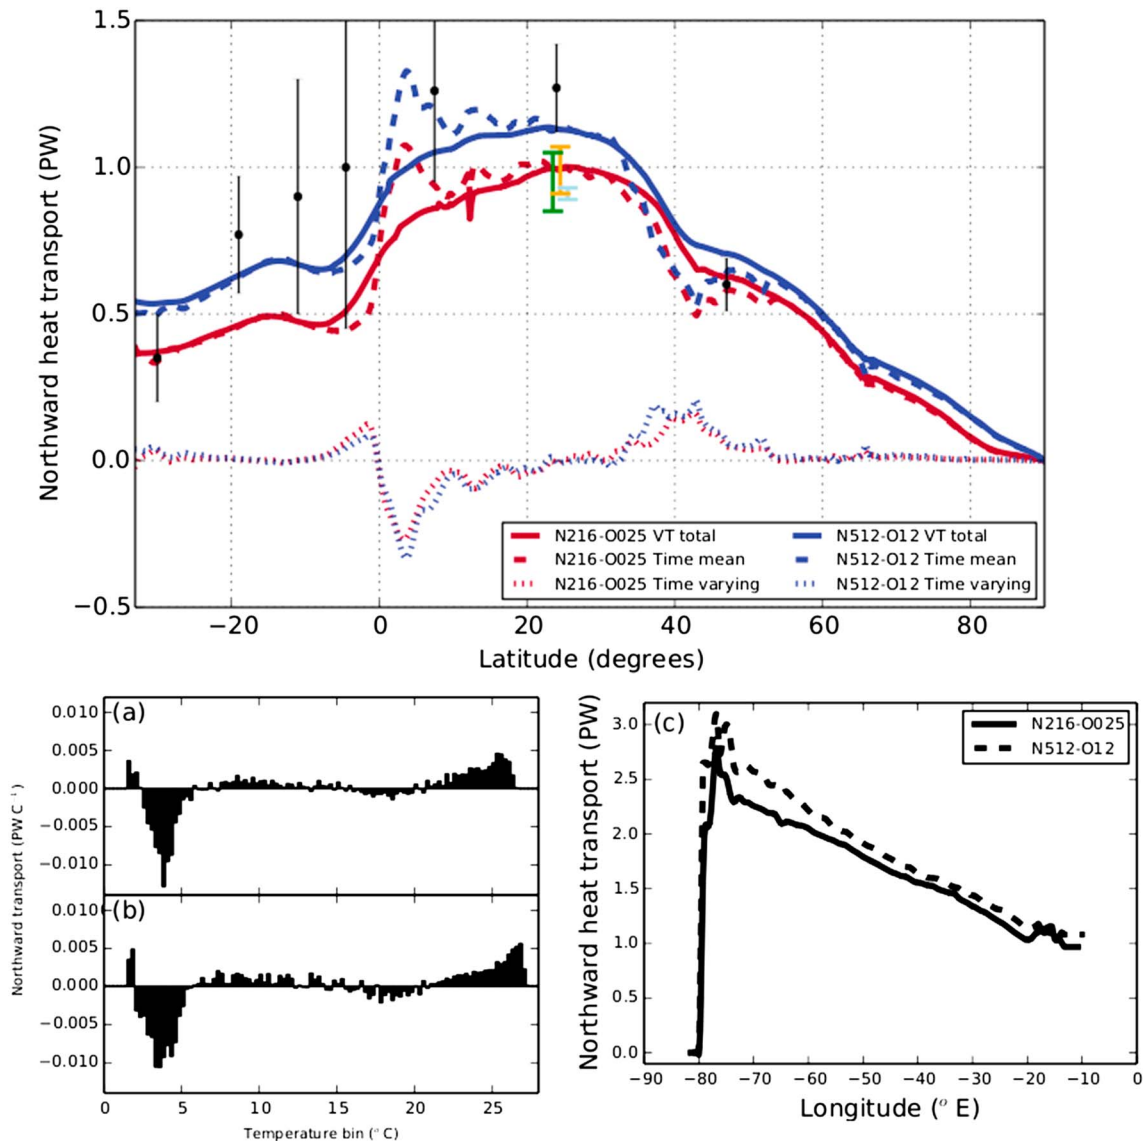 1.5
1.0
0.5
0.0
−0.5
Northward heat transport (PW)
N216-O025 VT total
N216-O025 Time mean
N216-O025 Time varying
N512-O12 VT total
N512-O12 Time mean
N512-O12 Time varying
−20 0 20 40 60 80
Latitude (degrees)
(a)
0.010
0.005
0.000
−0.005
−0.010
Northward transport (PW C⁻¹)
(b)
0.010
0.005
0.000
−0.005
−0.010
0 5 10 15 20 25
Temperature bin (° C)
(c)
N216-O025
N512-O12
3.0
2.5
2.0
1.5
1.0
0.5
0.0
Northward heat transport (PW)
−90 −80 −70 −60 −50 −40 −30 −20 −10 0
Longitude (° E)